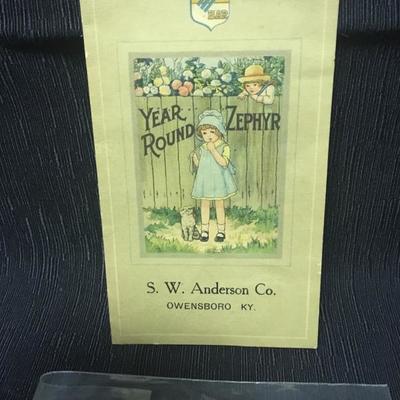 YEAR
ROUND
ZEPHYR
S. W. Anderson Co.
OWENSBORO KY.